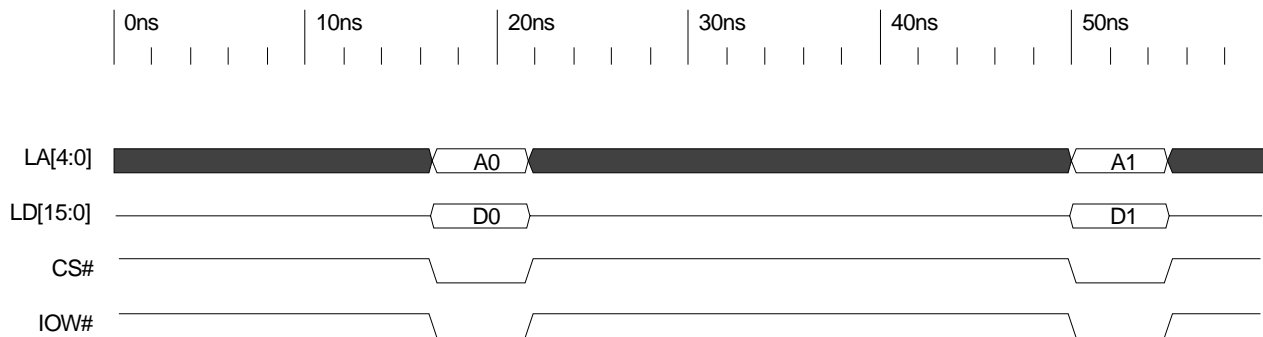 0ns 10ns 20ns 30ns 40ns 50ns
LA[4:0] A0 A1
LD[15:0] D0 D1
CS#
IOW#